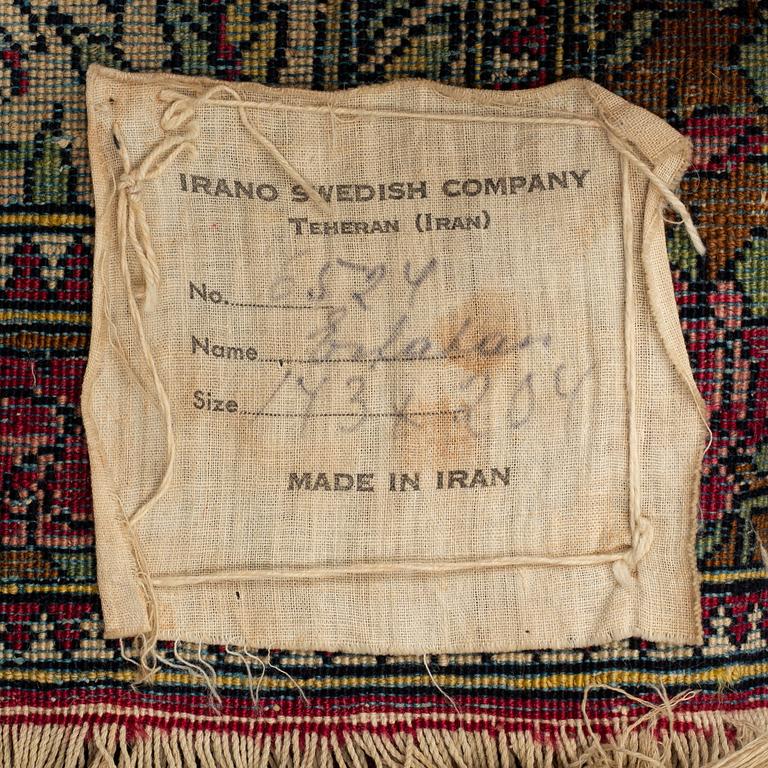 IRANO SWEDISH COMPANY
TEHERAN (IRAN)
No. 6524
Name
Size 143 x 204
MADE IN IRAN